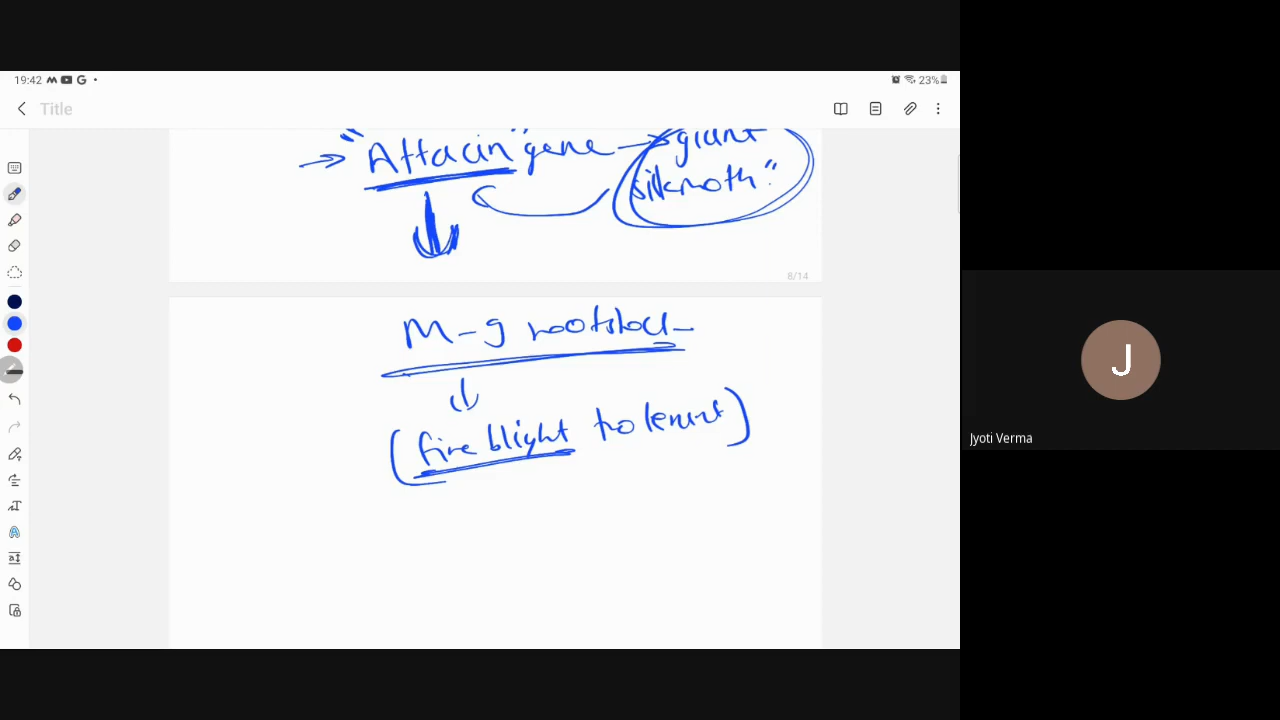 19:42
23%
Title
→ "Attacin" gene → giant
silkmoth"
8/14
M-9 rootstock
(fire blight tolerant)
J
Jyoti Verma